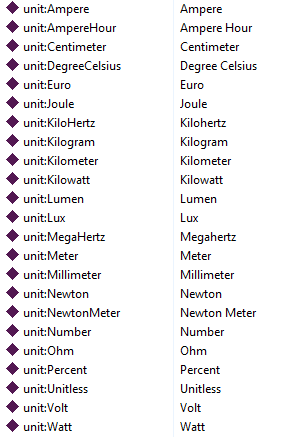 unit:Ampere Ampere
unit:AmpereHour Ampere Hour
unit:Centimeter Centimeter
unit:DegreeCelsius Degree Celsius
unit:Euro Euro
unit:Joule Joule
unit:KiloHertz Kilohertz
unit:Kilogram Kilogram
unit:Kilometer Kilometer
unit:Kilowatt Kilowatt
unit:Lumen Lumen
unit:Lux Lux
unit:MegaHertz Megahertz
unit:Meter Meter
unit:Millimeter Millimeter
unit:Newton Newton
unit:NewtonMeter Newton Meter
unit:Number Number
unit:Ohm Ohm
unit:Percent Percent
unit:Unitless Unitless
unit:Volt Volt
unit:Watt Watt